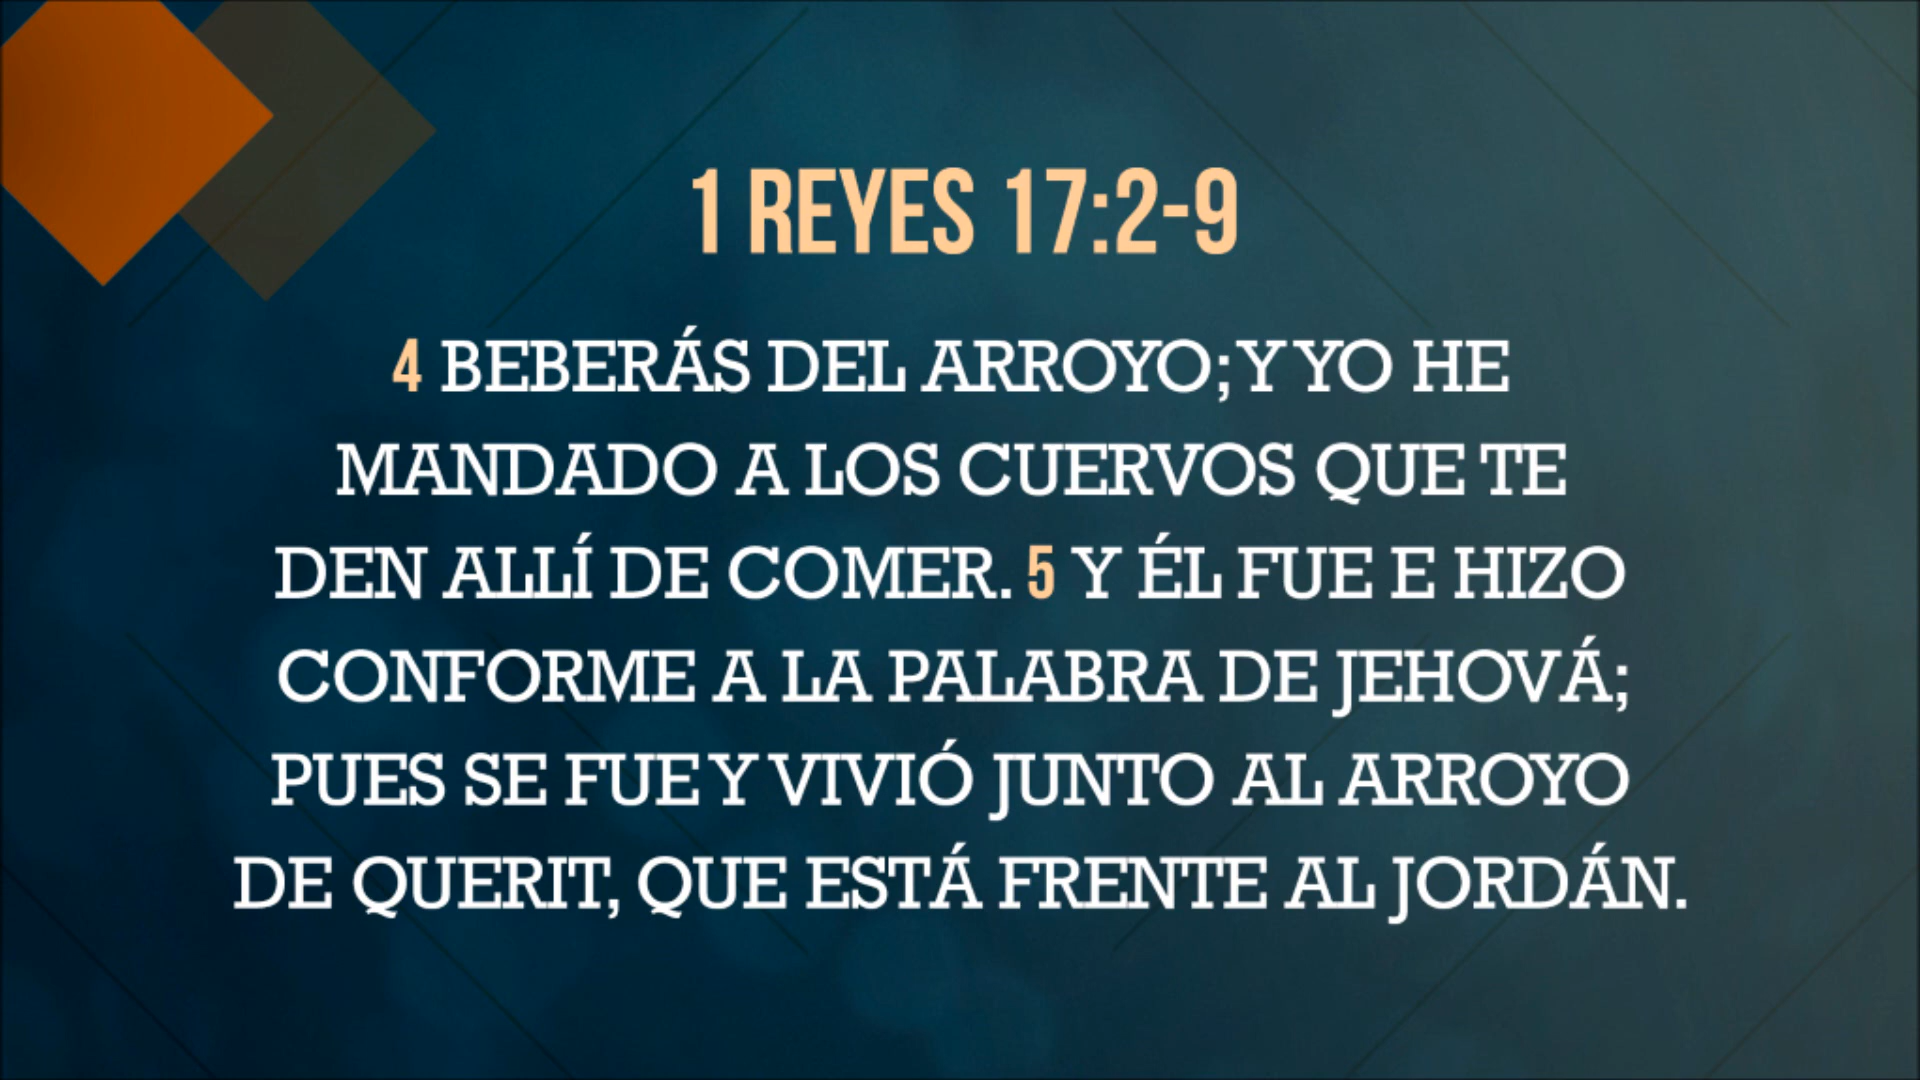 1 REYES 17:2-9
4 BEBERÁS DEL ARROYO; Y YO HE
MANDADO A LOS CUERVOS QUE TE
DEN ALLÍ DE COMER. 5 Y ÉL FUE E HIZO
CONFORME A LA PALABRA DE JEHOVÁ;
PUES SE FUE Y VIVIÓ JUNTO AL ARROYO
DE QUERIT, QUE ESTÁ FRENTE AL JORDÁN.